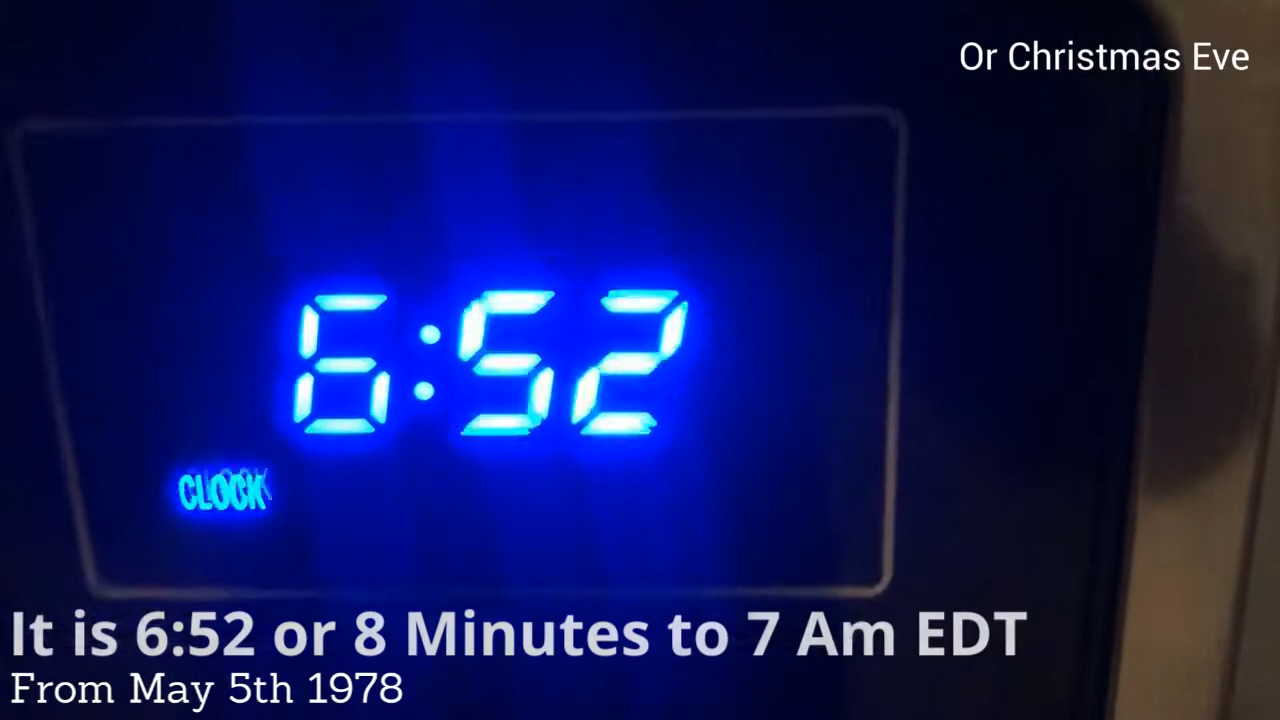 Or Christmas Eve
6:52
CLOCK
It is 6:52 or 8 Minutes to 7 Am EDT
From May 5th 1978